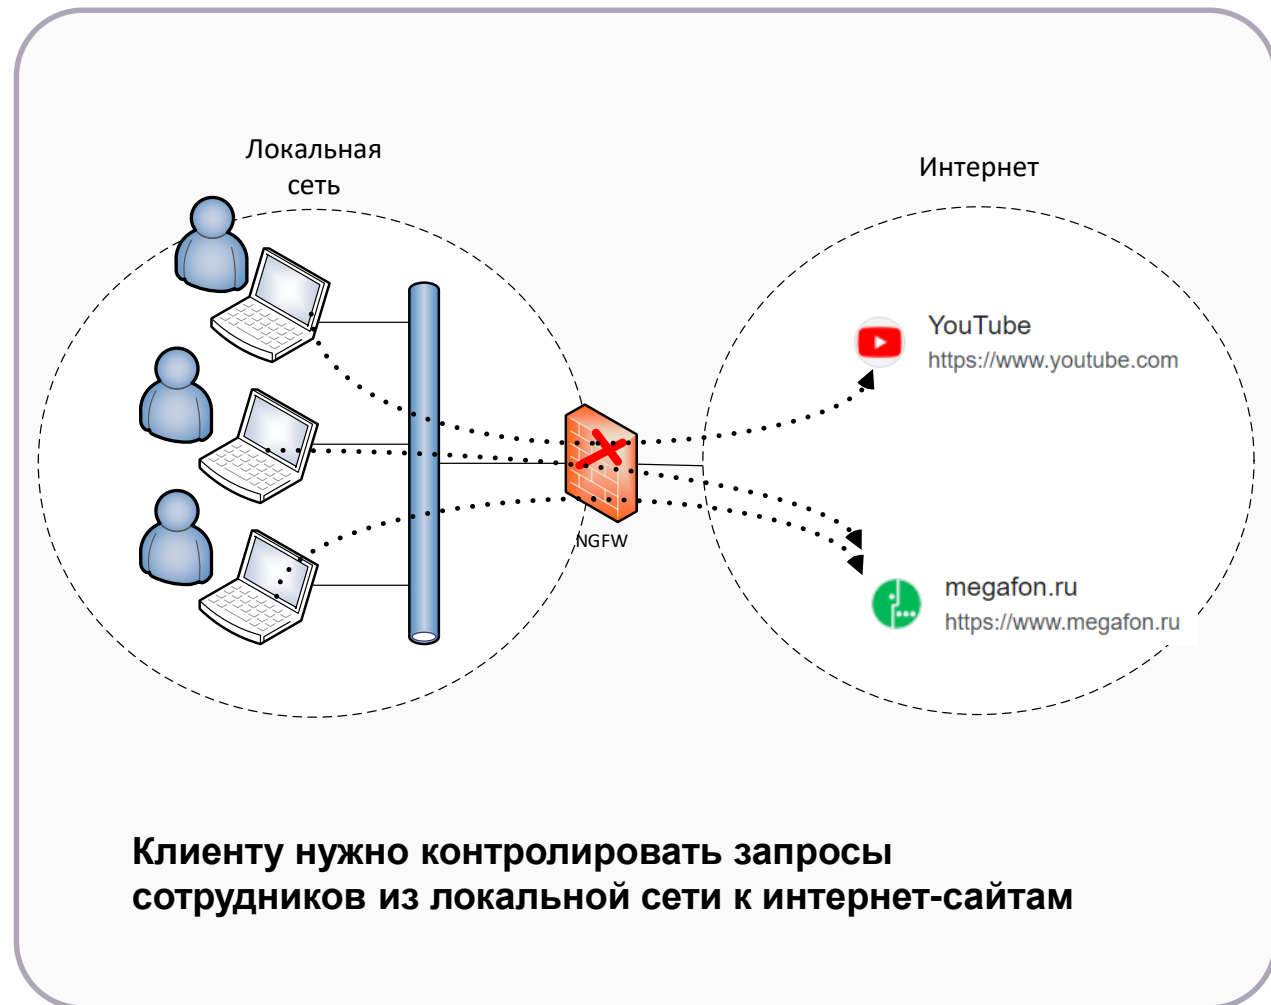 Локальная
сеть
Интернет
YouTube
https://www.youtube.com
NGFW
megafon.ru
https://www.megafon.ru
Клиенту нужно контролировать запросы
сотрудников из локальной сети к интернет-сайтам